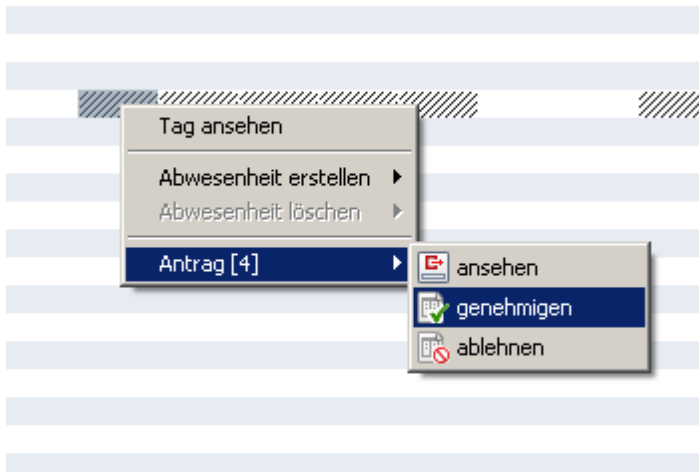 Tag ansehen
Abwesenheit erstellen
Abwesenheit löschen
Antrag [4]
ansehen
genehmigen
ablehnen